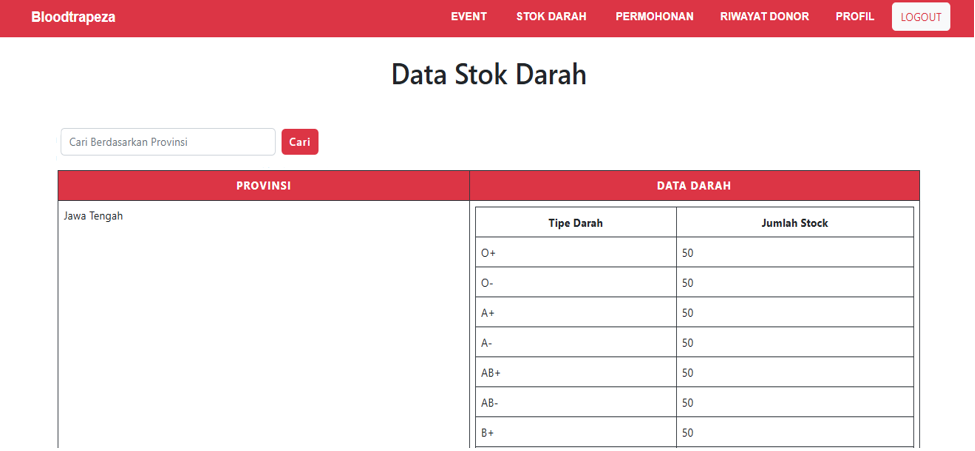 Bloodtrapeza EVENT STOK DARAH PERMOHONAN RIWAYAT DONOR PROFIL LOGOUT
Data Stok Darah
Cari Berdasarkan Provinsi Cari
PROVINSI DATA DARAH
Jawa Tengah
Tipe Darah Jumlah Stock
O+ 50
O- 50
A+ 50
A- 50
AB+ 50
AB- 50
B+ 50